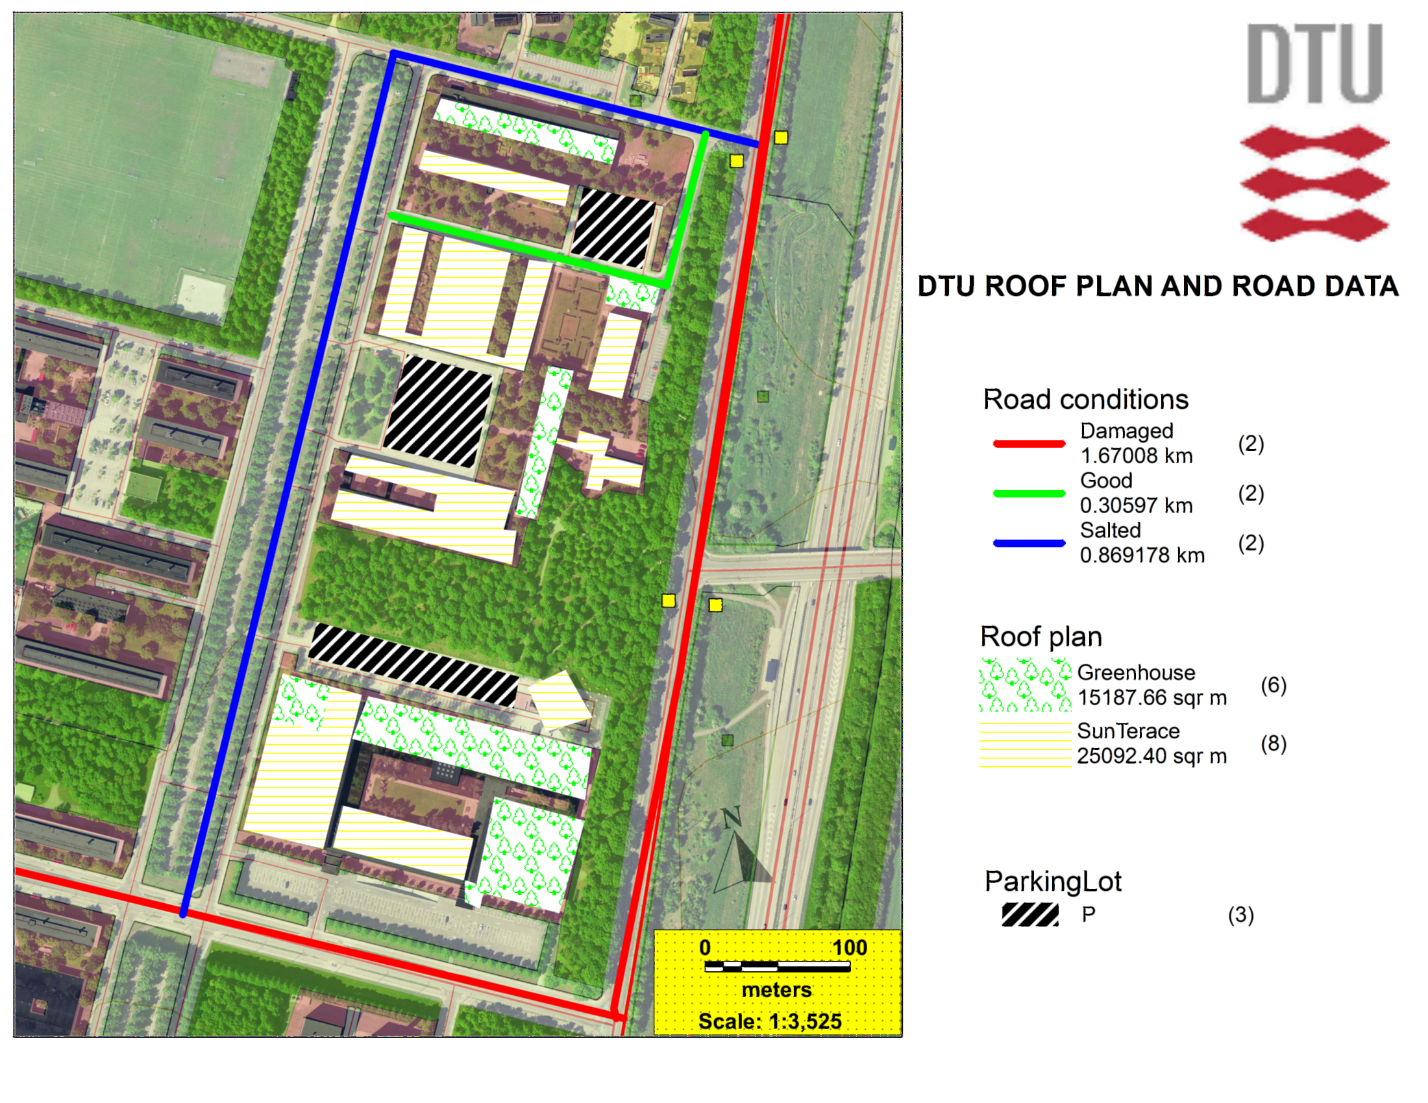 DTU
DTU ROOF PLAN AND ROAD DATA
Road conditions
Damaged
1.67008 km (2)
Good
0.30597 km (2)
Salted
0.869178 km (2)
Roof plan
Greenhouse
15187.66 sqr m (6)
SunTerace
25092.40 sqr m (8)
ParkingLot
P (3)
N
0 100
meters
Scale: 1:3,525